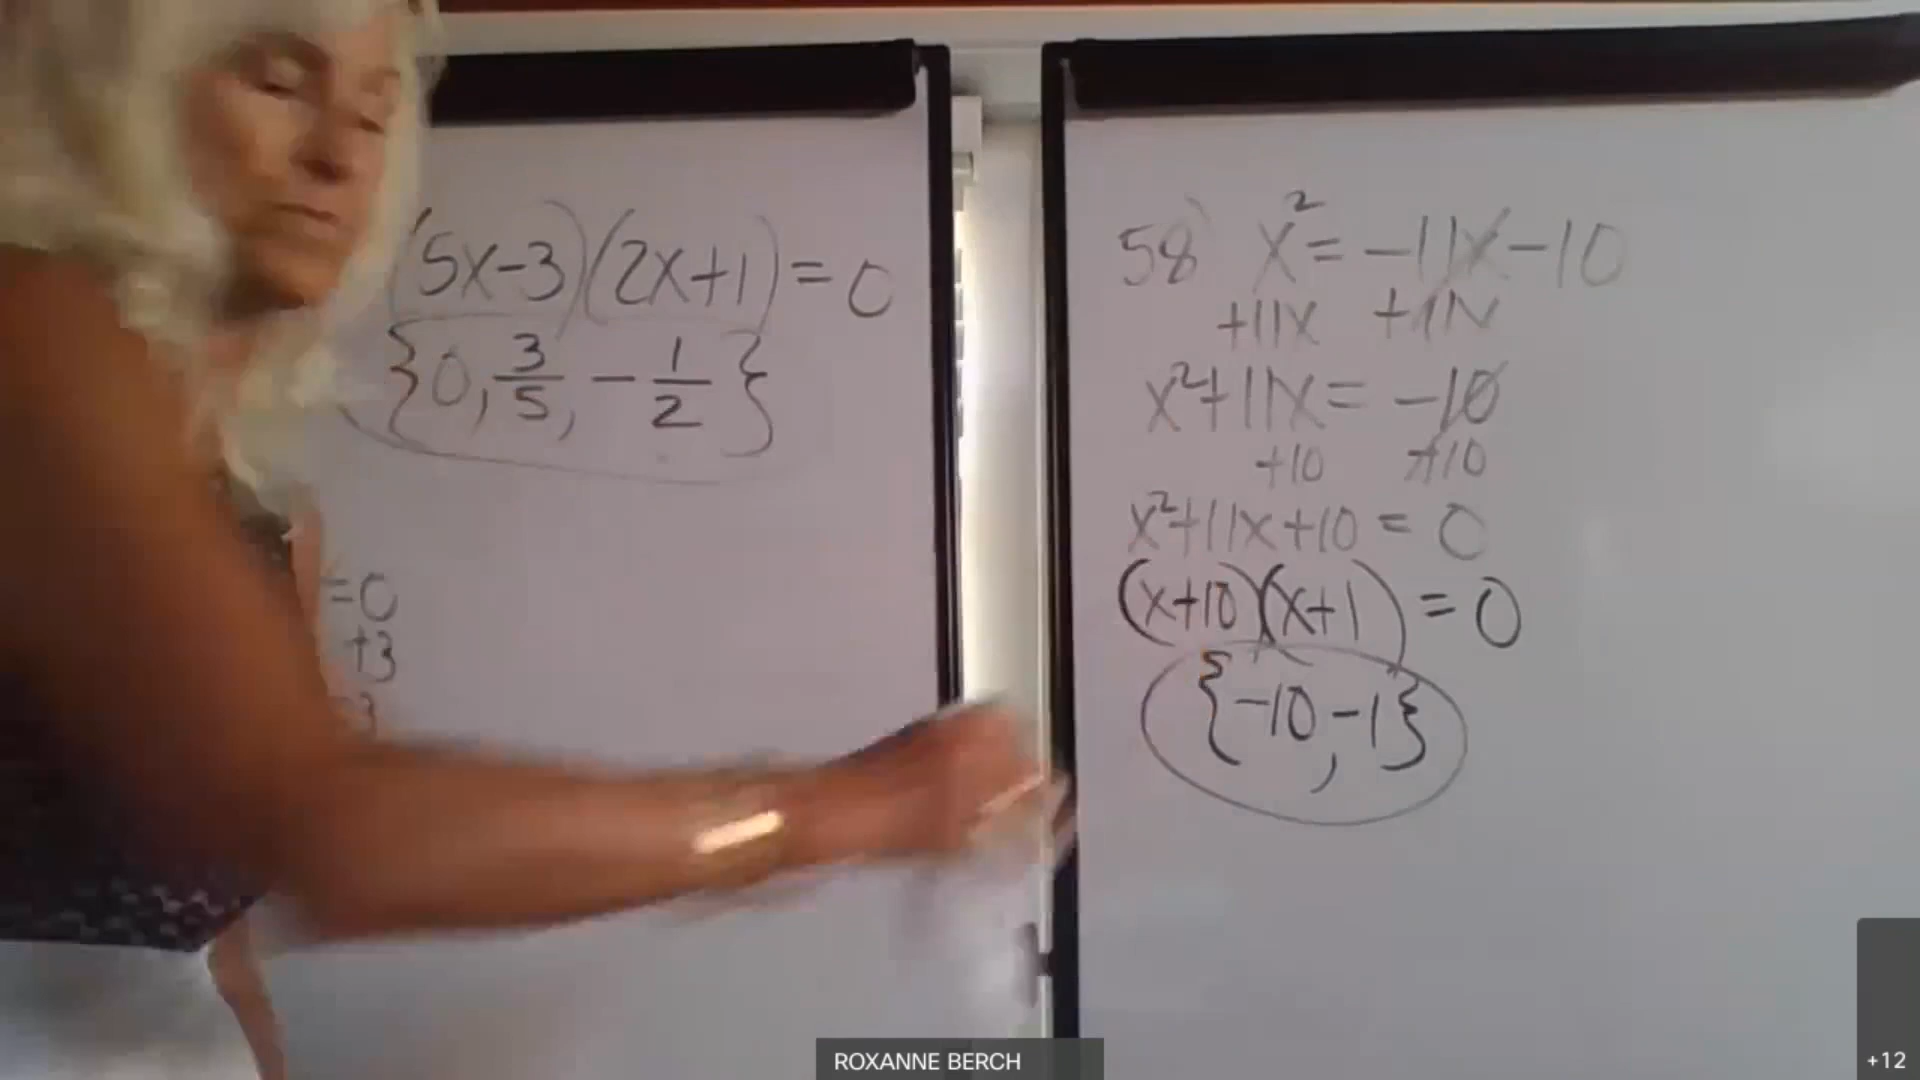 (5x-3)(2x+1)=0
{0, 3/5, -1/2}
=0
+3
58) x²=-11x-10
+11x +11x
x²+11x=-10
+10 +10
x²+11x+10=0
(x+10)(x+1)=0
{-10,-1}
ROXANNE BERCH
+12